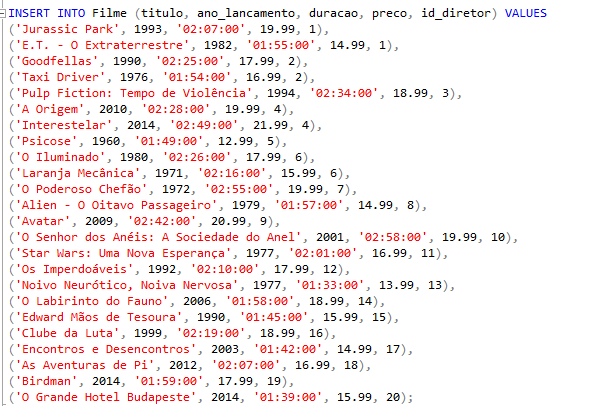 INSERT INTO Filme (titulo, ano_lancamento, duracao, preco, id_diretor) VALUES
('Jurassic Park', 1993, '02:07:00', 19.99, 1),
('E.T. - O Extraterrestre', 1982, '01:55:00', 14.99, 1),
('Goodfellas', 1990, '02:25:00', 17.99, 2),
('Taxi Driver', 1976, '01:54:00', 16.99, 2),
('Pulp Fiction: Tempo de Violência', 1994, '02:34:00', 18.99, 3),
('A Origem', 2010, '02:28:00', 19.99, 4),
('Interestelar', 2014, '02:49:00', 21.99, 4),
('Psicose', 1960, '01:49:00', 12.99, 5),
('O Iluminado', 1980, '02:26:00', 17.99, 6),
('Laranja Mecânica', 1971, '02:16:00', 15.99, 6),
('O Poderoso Chefão', 1972, '02:55:00', 19.99, 7),
('Alien - O Oitavo Passageiro', 1979, '01:57:00', 14.99, 8),
('Avatar', 2009, '02:42:00', 20.99, 9),
('O Senhor dos Anéis: A Sociedade do Anel', 2001, '02:58:00', 19.99, 10),
('Star Wars: Uma Nova Esperança', 1977, '02:01:00', 16.99, 11),
('Os Imperdoáveis', 1992, '02:10:00', 17.99, 12),
('Noivo Neurótico, Noiva Nervosa', 1977, '01:33:00', 13.99, 13),
('O Labirinto do Fauno', 2006, '01:58:00', 18.99, 14),
('Edward Mãos de Tesoura', 1990, '01:45:00', 15.99, 15),
('Clube da Luta', 1999, '02:19:00', 18.99, 16),
('Encontros e Desencontros', 2003, '01:42:00', 14.99, 17),
('As Aventuras de Pi', 2012, '02:07:00', 16.99, 18),
('Birdman', 2014, '01:59:00', 17.99, 19),
('O Grande Hotel Budapeste', 2014, '01:39:00', 15.99, 20);